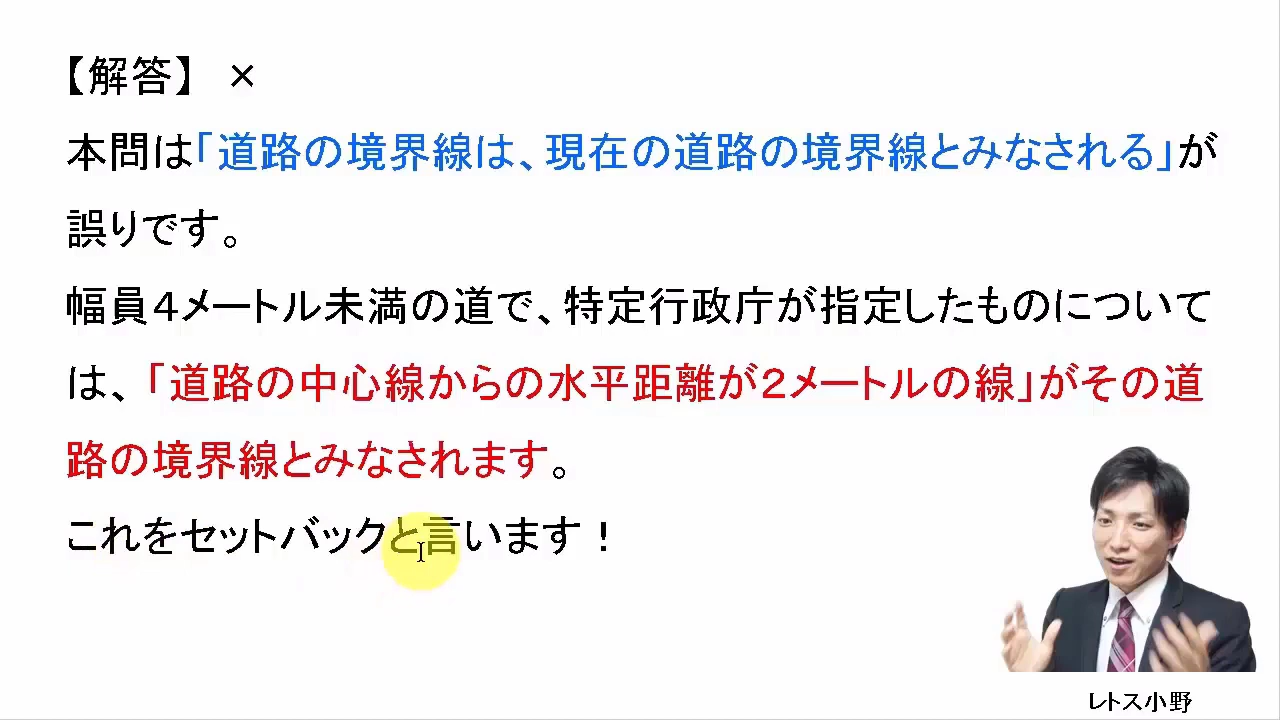 【解答】　×
本問は「道路の境界線は、現在の道路の境界線とみなされる」が
誤りです。
幅員４メートル未満の道で、特定行政庁が指定したものについて
は、「道路の中心線からの水平距離が２メートルの線」がその道
路の境界線とみなされます。
これをセットバックと言います！
レトス小野